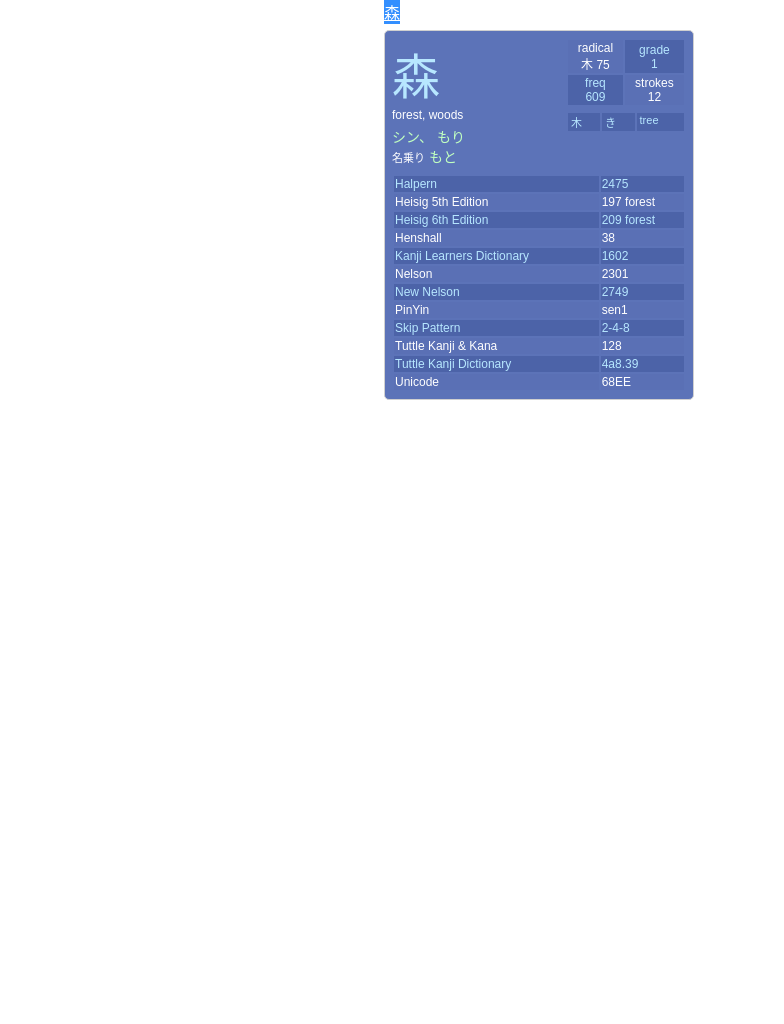 森
森
radical
木 75
grade
1
freq
609
strokes
12
forest, woods
シン、 もり
名乗り もと
木 き tree
Halpern 2475
Heisig 5th Edition 197 forest
Heisig 6th Edition 209 forest
Henshall 38
Kanji Learners Dictionary 1602
Nelson 2301
New Nelson 2749
PinYin sen1
Skip Pattern 2-4-8
Tuttle Kanji & Kana 128
Tuttle Kanji Dictionary 4a8.39
Unicode 68EE